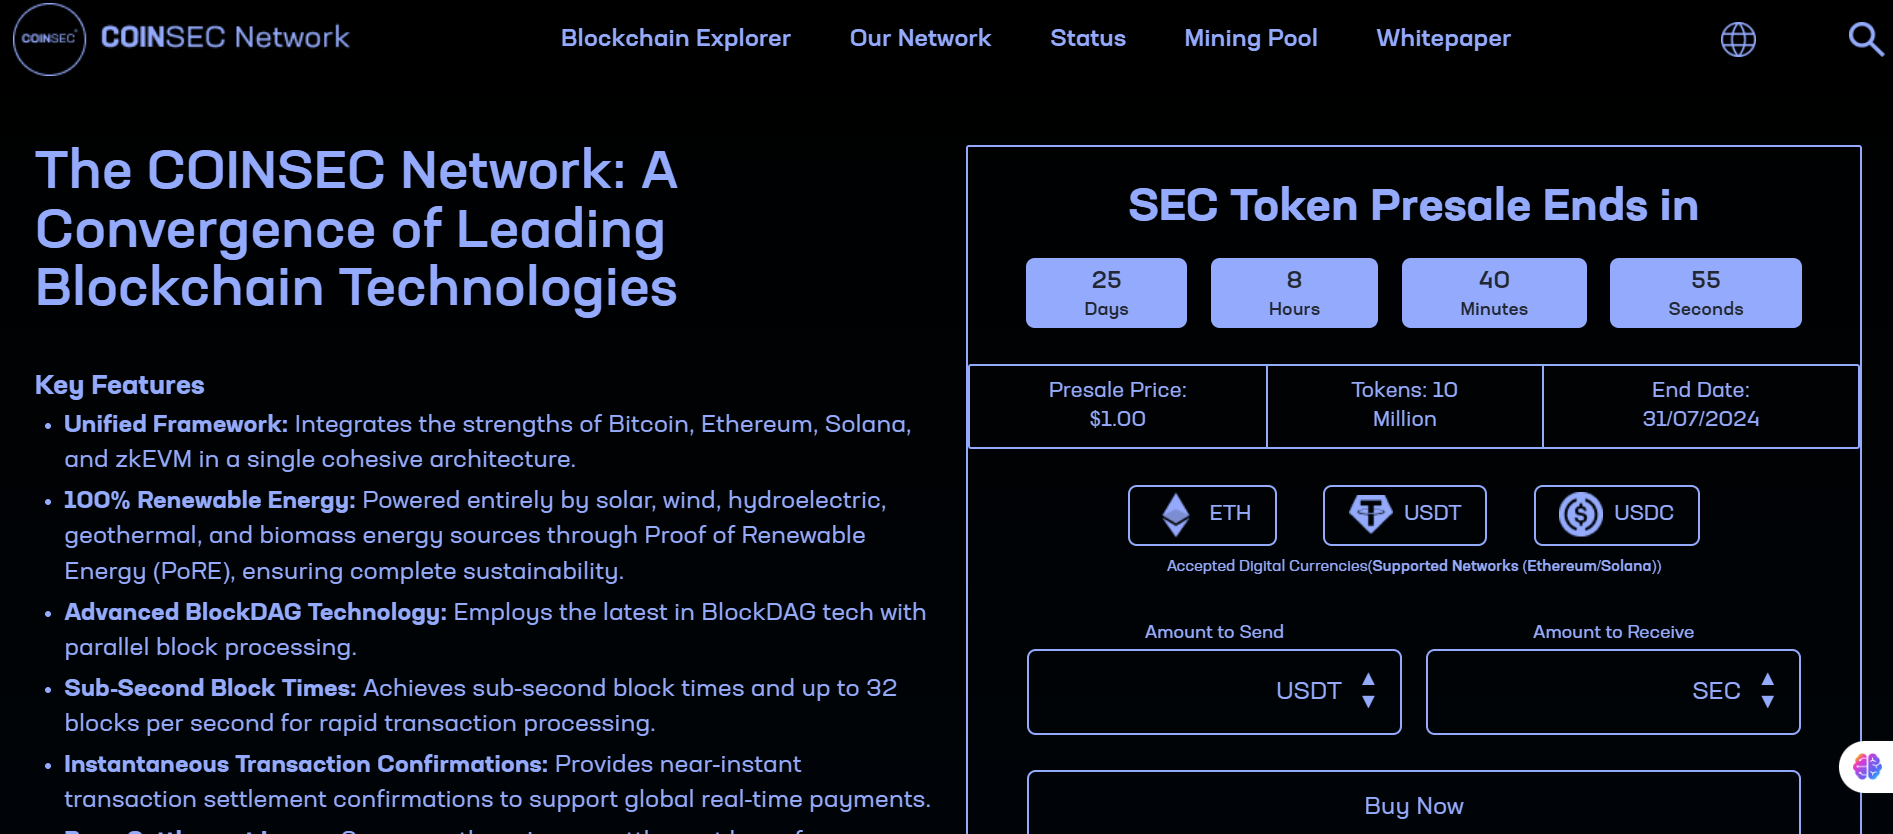 COINSEC
COINSEC Network
Blockchain Explorer
Our Network
Status
Mining Pool
Whitepaper
The COINSEC Network: A
Convergence of Leading
Blockchain Technologies
Key Features
• Unified Framework: Integrates the strengths of Bitcoin, Ethereum, Solana,
and zkEVM in a single cohesive architecture.
• 100% Renewable Energy: Powered entirely by solar, wind, hydroelectric,
geothermal, and biomass energy sources through Proof of Renewable
Energy (PoRE), ensuring complete sustainability.
• Advanced BlockDAG Technology: Employs the latest in BlockDAG tech with
parallel block processing.
• Sub-Second Block Times: Achieves sub-second block times and up to 32
blocks per second for rapid transaction processing.
• Instantaneous Transaction Confirmations: Provides near-instant
transaction settlement confirmations to support global real-time payments.
SEC Token Presale Ends in
25
Days
8
Hours
40
Minutes
55
Seconds
Presale Price:
$1.00
Tokens: 10
Million
End Date:
31/07/2024
ETH
USDT
USDC
Accepted Digital Currencies(Supported Networks (Ethereum/Solana))
Amount to Send
USDT
Amount to Receive
SEC
Buy Now